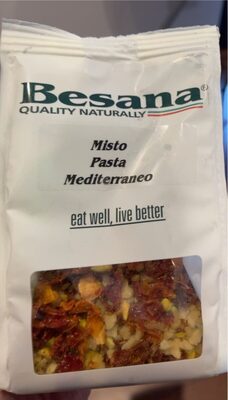 Besana®
QUALITY NATURALLY
Misto
Pasta
Mediterraneo
eat well, live better